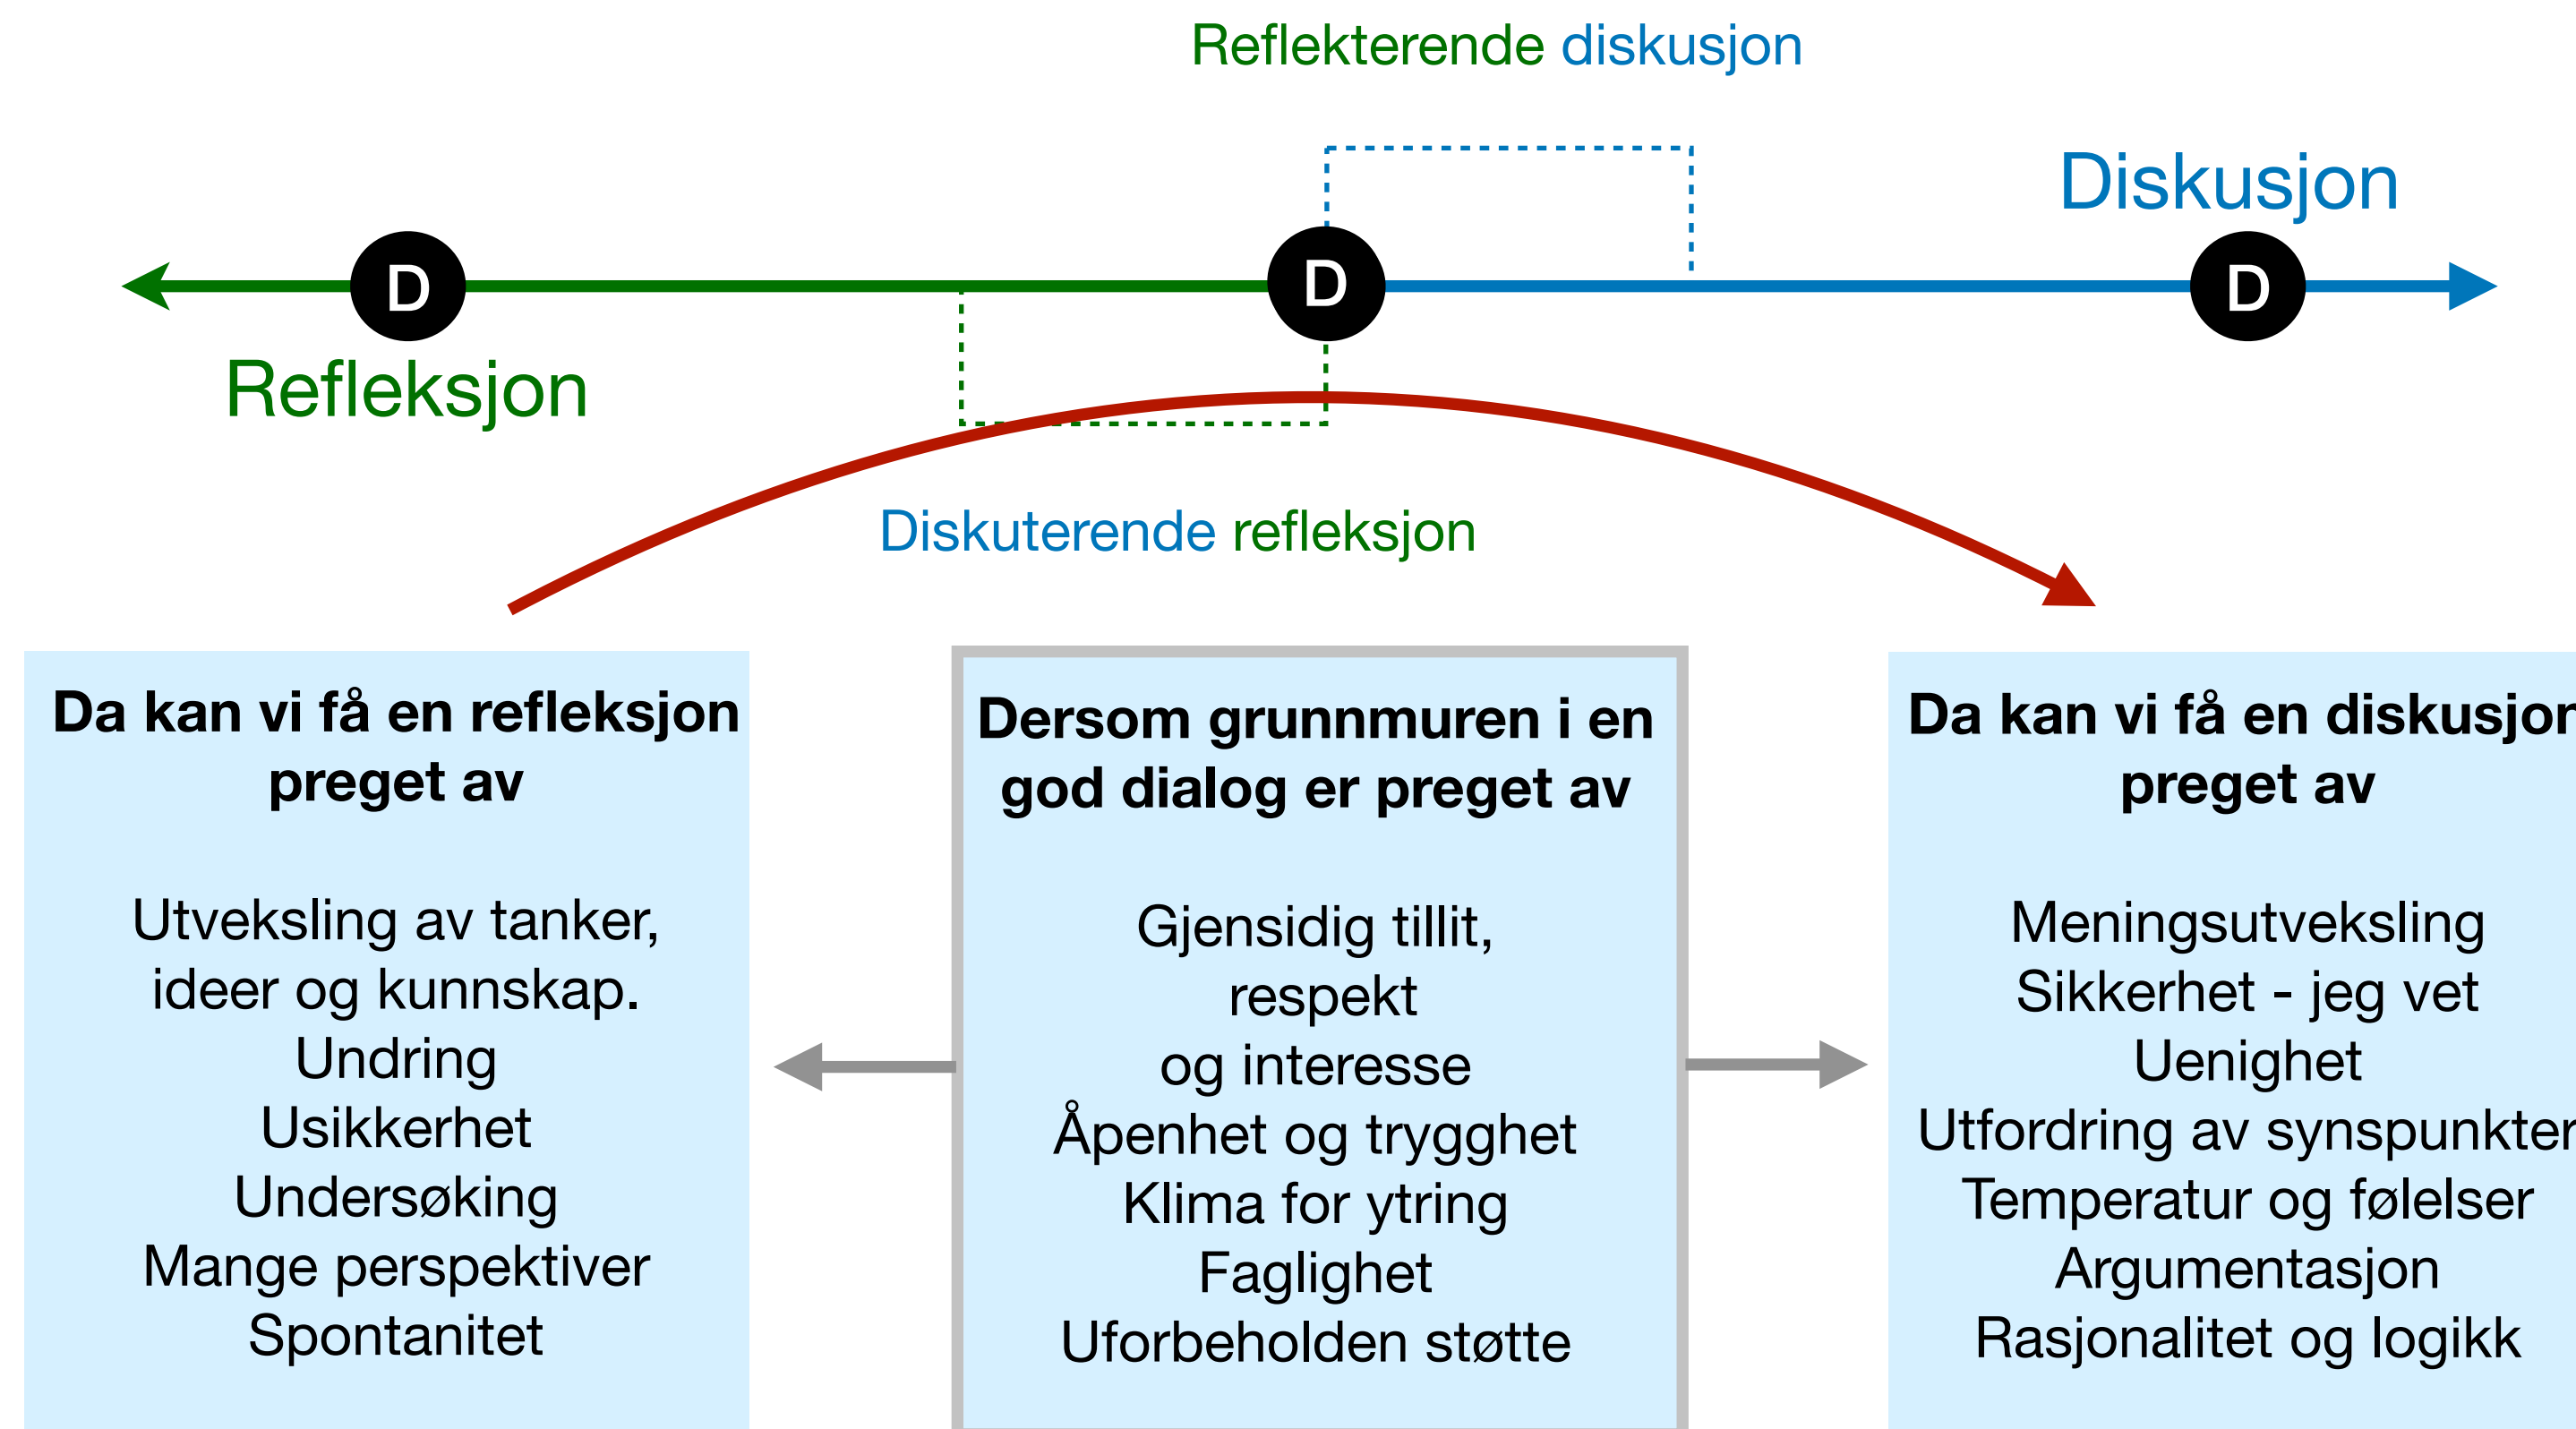 Reflekterende diskusjon
Diskusjon
D
D
D
Refleksjon
Diskuterende refleksjon
Da kan vi få en refleksjon
preget av
Utveksling av tanker,
ideer og kunnskap.
Undring
Usikkerhet
Undersøking
Mange perspektiver
Spontanitet
Dersom grunnmuren i en
god dialog er preget av
Gjensidig tillit,
respekt
og interesse
Åpenhet og trygghet
Klima for ytring
Faglighet
Uforbeholden støtte
Da kan vi få en diskusjon
preget av
Meningsutveksling
Sikkerhet - jeg vet
Uenighet
Utfordring av synspunkter
Temperatur og følelser
Argumentasjon
Rasjonalitet og logikk